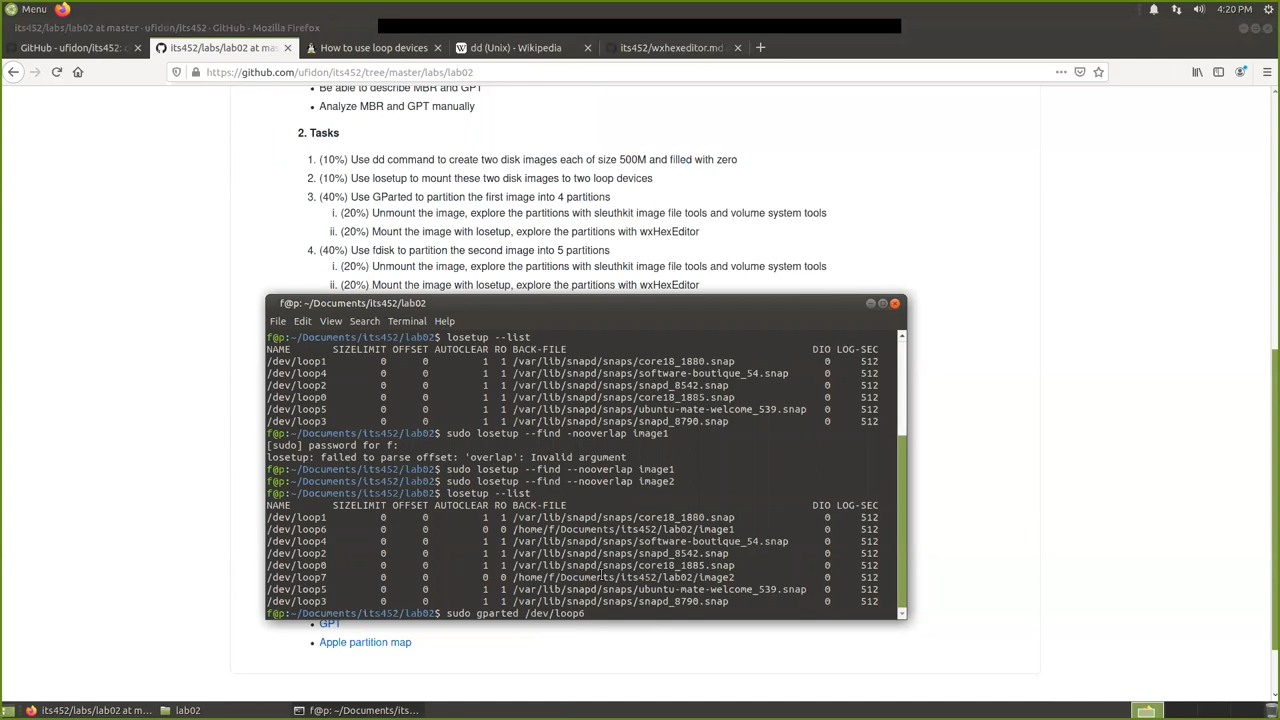 Menu
4:20 PM
its452/labs/lab02 at master · ufidon/its452 · GitHub - Mozilla Firefox
GitHub - ufidon/its452: c
its452/labs/lab02 at mas
How to use loop devices
dd (Unix) - Wikipedia
its452/wxhexeditor.md
https://github.com/ufidon/its452/tree/master/labs/lab02
Be able to describe MBR and GPT
Analyze MBR and GPT manually
2. Tasks
1. (10%) Use dd command to create two disk images each of size 500M and filled with zero
2. (10%) Use losetup to mount these two disk images to two loop devices
3. (40%) Use GParted to partition the first image into 4 partitions
i. (20%) Unmount the image, explore the partitions with sleuthkit image file tools and volume system tools
ii. (20%) Mount the image with losetup, explore the partitions with wxHexEditor
4. (40%) Use fdisk to partition the second image into 5 partitions
i. (20%) Unmount the image, explore the partitions with sleuthkit image file tools and volume system tools
ii. (20%) Mount the image with losetup, explore the partitions with wxHexEditor
f@p: ~/Documents/its452/lab02
File Edit View Search Terminal Help
f@p:~/Documents/its452/lab02$ losetup --list
NAME SIZELIMIT OFFSET AUTOCLEAR RO BACK-FILE DIO LOG-SEC
/dev/loop1 0 0 1 1 /var/lib/snapd/snaps/core18_1880.snap 0 512
/dev/loop4 0 0 1 1 /var/lib/snapd/snaps/software-boutique_54.snap 0 512
/dev/loop2 0 0 1 1 /var/lib/snapd/snaps/snapd_8542.snap 0 512
/dev/loop0 0 0 1 1 /var/lib/snapd/snaps/core18_1885.snap 0 512
/dev/loop5 0 0 1 1 /var/lib/snapd/snaps/ubuntu-mate-welcome_539.snap 0 512
/dev/loop3 0 0 1 1 /var/lib/snapd/snaps/snapd_8790.snap 0 512
f@p:~/Documents/its452/lab02$ sudo losetup --find -nooverlap image1
[sudo] password for f:
losetup: failed to parse offset: 'overlap': Invalid argument
f@p:~/Documents/its452/lab02$ sudo losetup --find --nooverlap image1
f@p:~/Documents/its452/lab02$ sudo losetup --find --nooverlap image2
f@p:~/Documents/its452/lab02$ losetup --list
NAME SIZELIMIT OFFSET AUTOCLEAR RO BACK-FILE DIO LOG-SEC
/dev/loop1 0 0 1 1 /var/lib/snapd/snaps/core18_1880.snap 0 512
/dev/loop6 0 0 0 0 /home/f/Documents/its452/lab02/image1 0 512
/dev/loop4 0 0 1 1 /var/lib/snapd/snaps/software-boutique_54.snap 0 512
/dev/loop2 0 0 1 1 /var/lib/snapd/snaps/snapd_8542.snap 0 512
/dev/loop0 0 0 1 1 /var/lib/snapd/snaps/core18_1885.snap 0 512
/dev/loop7 0 0 0 0 /home/f/Documents/its452/lab02/image2 0 512
/dev/loop5 0 0 1 1 /var/lib/snapd/snaps/ubuntu-mate-welcome_539.snap 0 512
/dev/loop3 0 0 1 1 /var/lib/snapd/snaps/snapd_8790.snap 0 512
f@p:~/Documents/its452/lab02$ sudo gparted /dev/loop6
GPT
Apple partition map
its452/labs/lab02 at m...
lab02
f@p: ~/Documents/its...